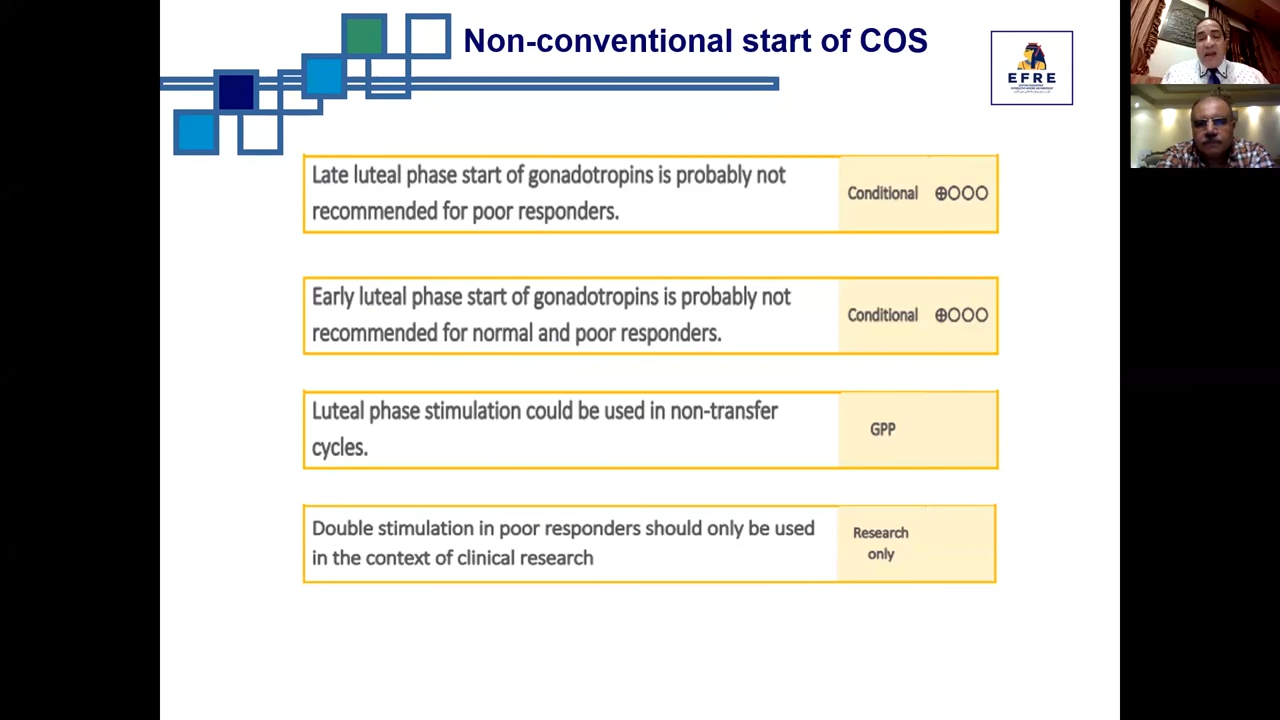 Non-conventional start of COS
EFRE
Late luteal phase start of gonadotropins is probably not
recommended for poor responders.
Conditional ⊕○○○
Early luteal phase start of gonadotropins is probably not
recommended for normal and poor responders.
Conditional ⊕○○○
Luteal phase stimulation could be used in non-transfer
cycles.
GPP
Double stimulation in poor responders should only be used
in the context of clinical research
Research
only